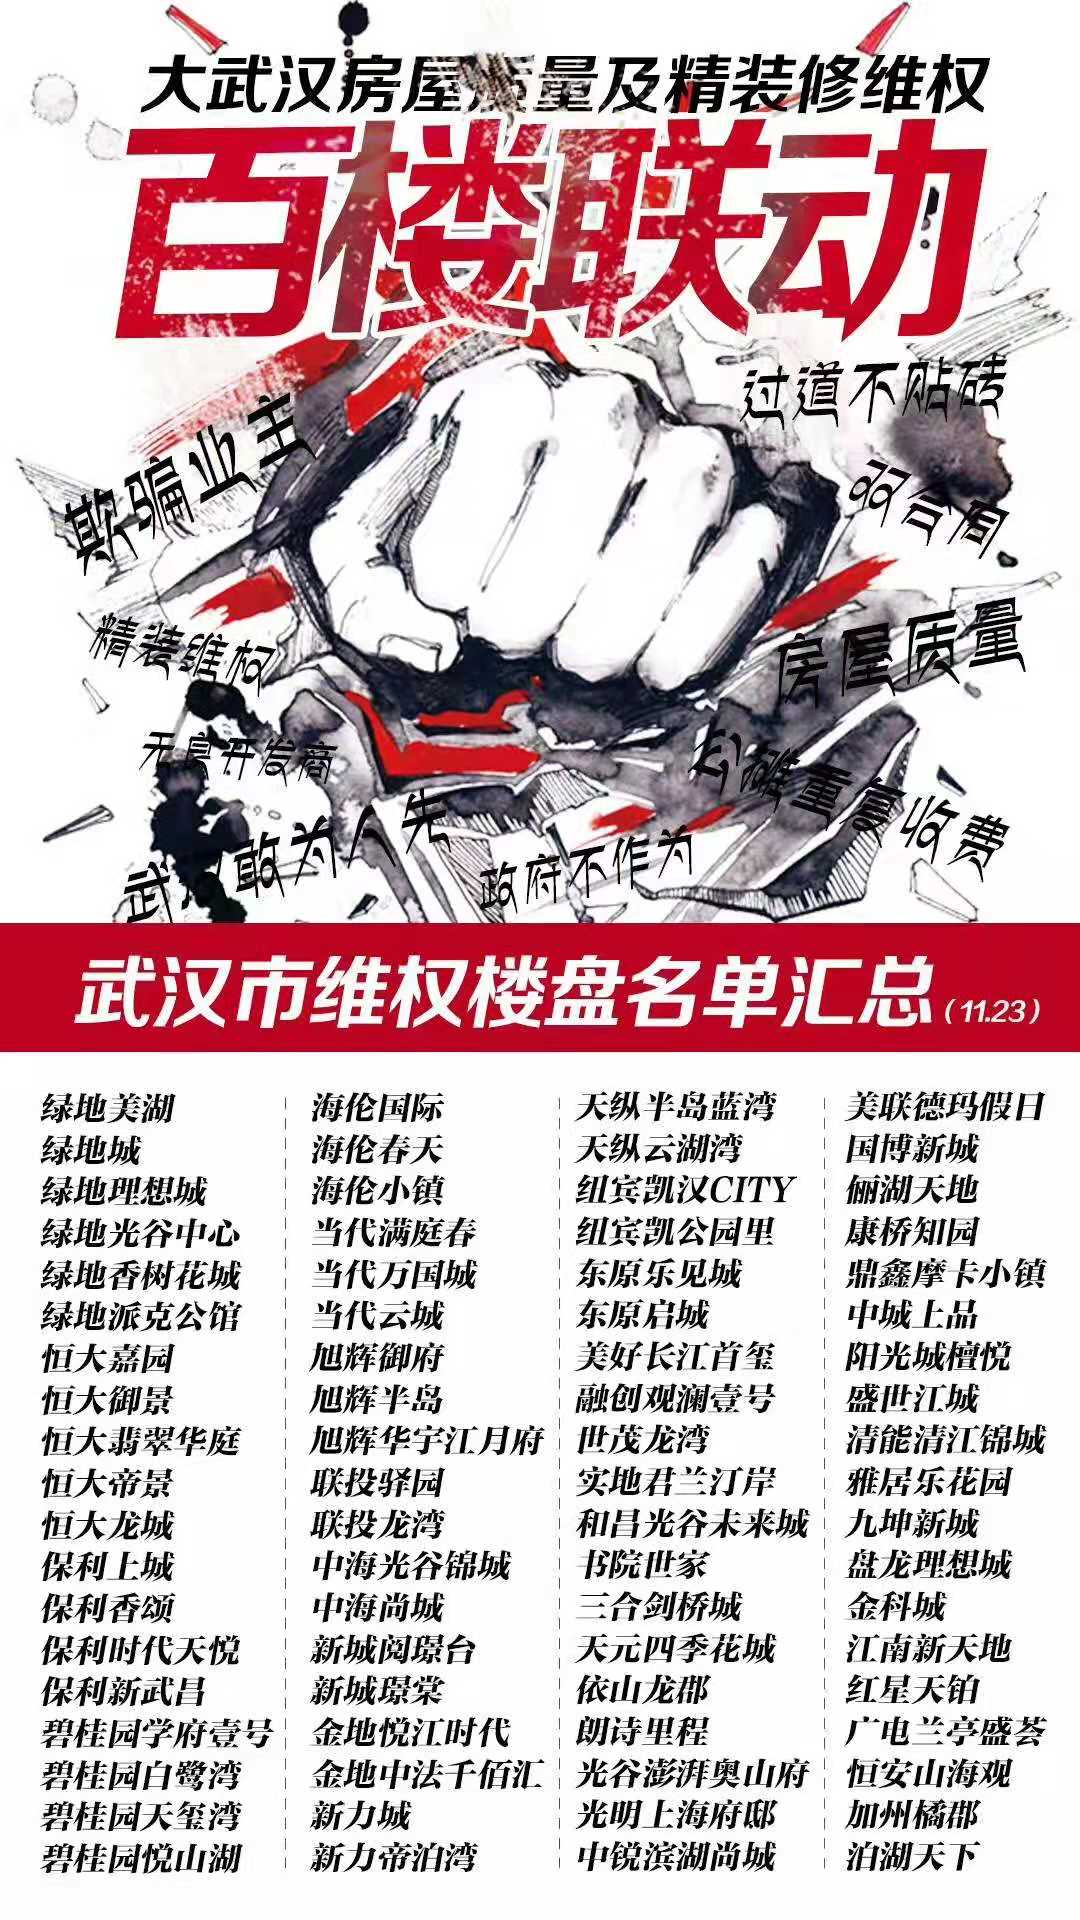 大武汉房屋质量及精装修维权
百楼联动
过道不贴砖
欺骗业主
双合同
精装维权
房屋质量
无良开发商
公摊重复收费
武汉敢为人先
政府不作为
武汉市维权楼盘名单汇总（11.23）
绿地美湖
绿地城
绿地理想城
绿地光谷中心
绿地香树花城
绿地派克公馆
恒大嘉园
恒大御景
恒大翡翠华庭
恒大帝景
恒大龙城
保利上城
保利香颂
保利时代天悦
保利新武昌
碧桂园学府壹号
碧桂园白鹭湾
碧桂园天玺湾
碧桂园悦山湖
海伦国际
海伦春天
海伦小镇
当代满庭春
当代万国城
当代云城
旭辉御府
旭辉半岛
旭辉华宇江月府
联投驿园
联投龙湾
中海光谷锦城
中海尚城
新城阅璟台
新城璟棠
金地悦江时代
金地中法千佰汇
新力城
新力帝泊湾
天纵半岛蓝湾
天纵云湖湾
纽宾凯汉CITY
纽宾凯公园里
东原乐见城
东原启城
美好长江首玺
融创观澜壹号
世茂龙湾
实地君兰汀岸
和昌光谷未来城
书院世家
三合剑桥城
天元四季花城
依山龙郡
朗诗里程
光谷澎湃奥山府
光明上海府邸
中锐滨湖尚城
美联德玛假日
国博新城
俪湖天地
康桥知园
鼎鑫摩卡小镇
中城上品
阳光城檀悦
盛世江城
清能清江锦城
雅居乐花园
九坤新城
盘龙理想城
金科城
江南新天地
红星天铂
广电兰亭盛荟
恒安山海观
加州橘郡
泊湖天下